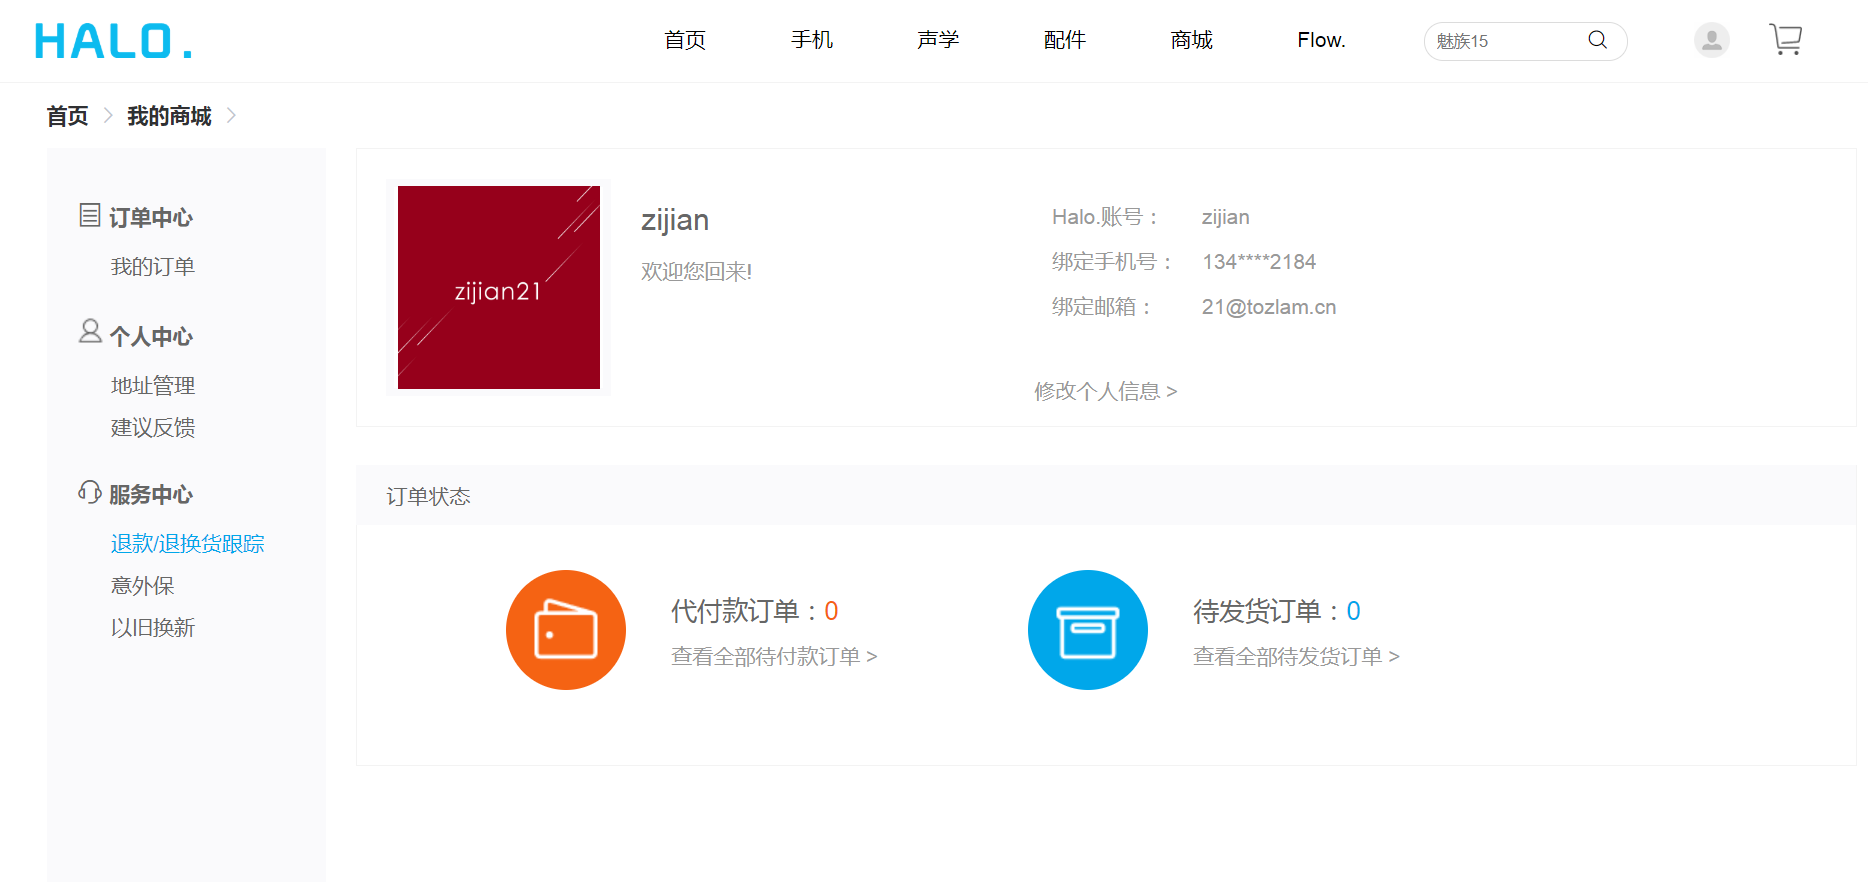 HALO.
首页 手机 声学 配件 商城 Flow. 魅族15
首页 > 我的商城 >
订单中心
我的订单
个人中心
地址管理
建议反馈
服务中心
退款/退换货跟踪
意外保
以旧换新
zijian21
zijian
欢迎您回来!
Halo.账号： zijian
绑定手机号： 134****2184
绑定邮箱： 21@tozlam.cn
修改个人信息 >
订单状态
代付款订单：0
查看全部待付款订单 >
待发货订单：0
查看全部待发货订单 >